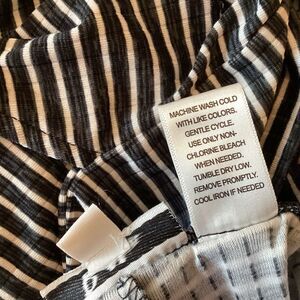 MACHINE WASH COLD
WITH LIKE COLORS.
GENTLE CYCLE.
USE ONLY NON-
CHLORINE BLEACH
WHEN NEEDED.
TUMBLE DRY LOW.
REMOVE PROMPTLY.
COOL IRON IF NEEDED